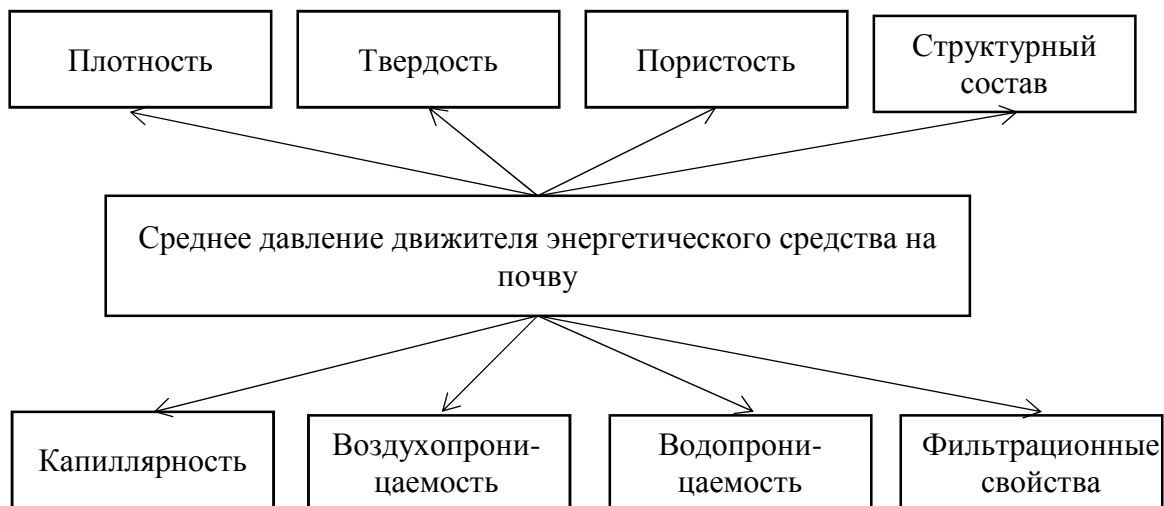 Плотность
Твердость
Пористость
Структурный
состав
Среднее давление движителя энергетического средства на
почву
Капиллярность
Воздухопрони-
цаемость
Водопрони-
цаемость
Фильтрационные
свойства